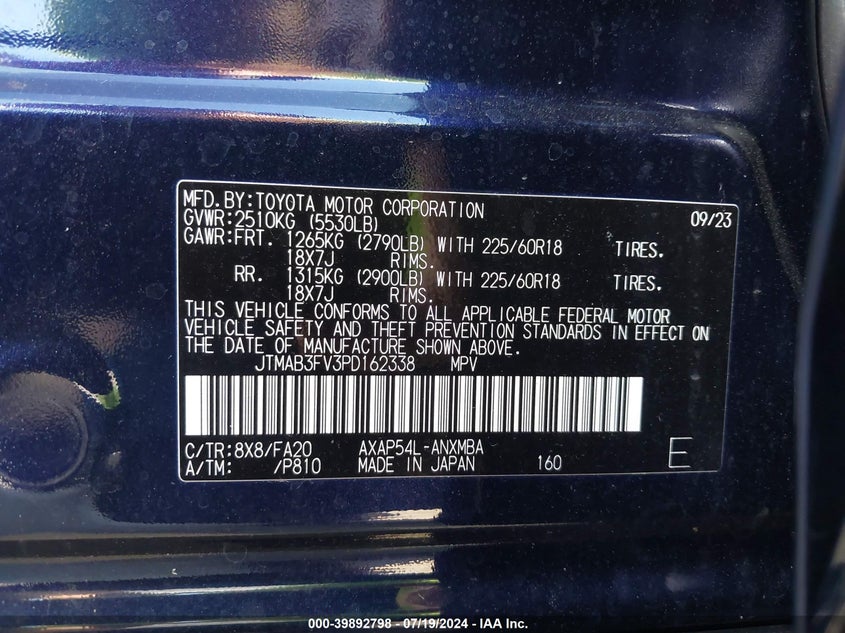 MFD. BY: TOYOTA MOTOR CORPORATION 09/23
GVWR: 2510KG (5530LB)
GAWR: FRT. 1265KG (2790LB) WITH 225/60R18 TIRES.
18X7J RIMS.
RR. 1315KG (2900LB) WITH 225/60R18 TIRES.
18X7J RIMS.
THIS VEHICLE CONFORMS TO ALL APPLICABLE FEDERAL MOTOR
VEHICLE SAFETY AND THEFT PREVENTION STANDARDS IN EFFECT ON
THE DATE OF MANUFACTURE SHOWN ABOVE.
JTMAB3FV3PD162338 MPV
C/TR: 8X8/FA20 AXAP54L-ANXMBA
A/TM: /P810 MADE IN JAPAN 160 E
000-39892798 - 07/19/2024 - IAA Inc.